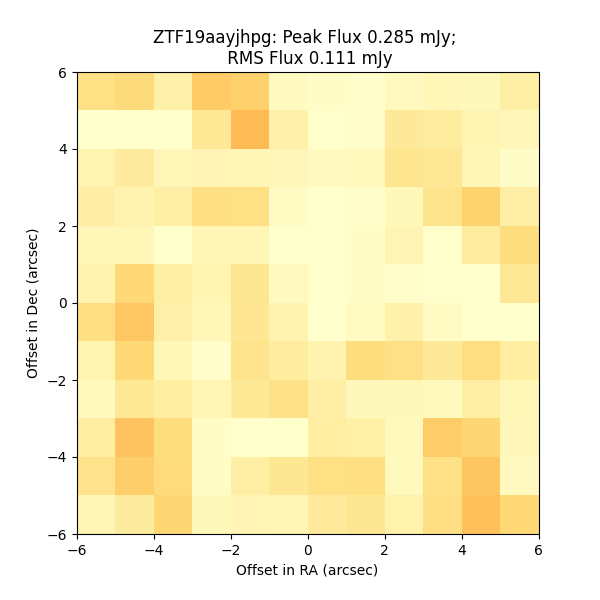 ZTF19aayjhpg: Peak Flux 0.285 mJy;
RMS Flux 0.111 mJy
6
4
2
0
−2
−4
−6
Offset in Dec (arcsec)
−6 −4 −2 0 2 4 6
Offset in RA (arcsec)